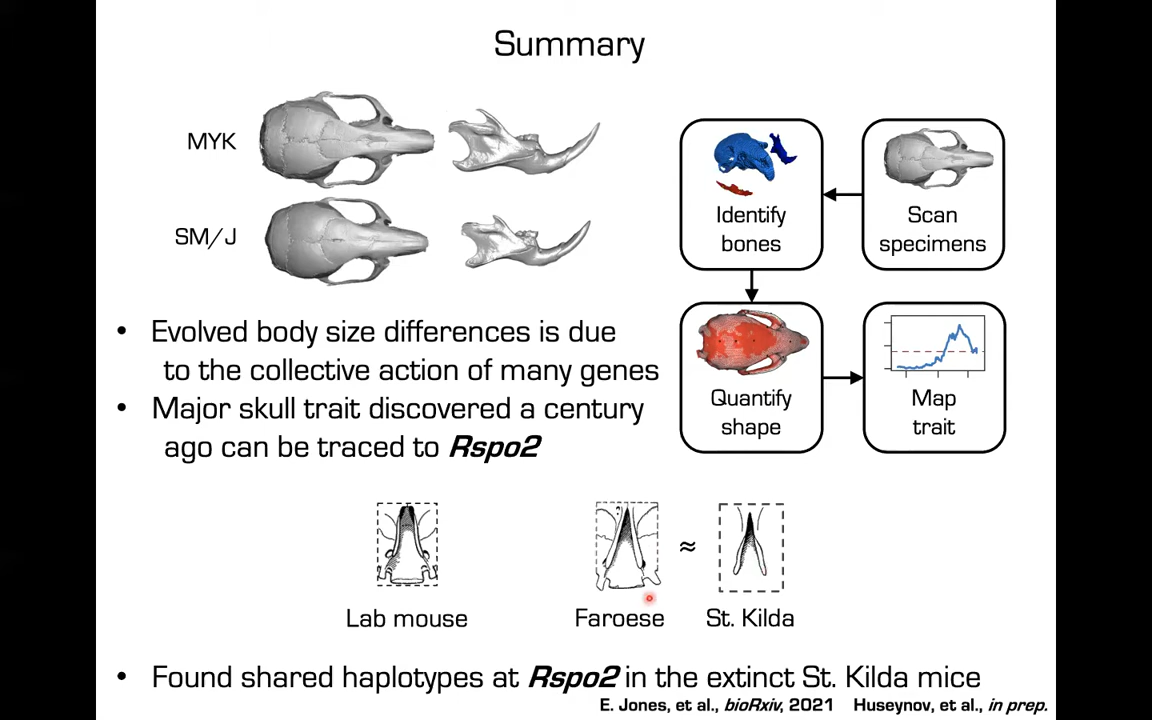 Summary
MYK
SM/J
Scan
specimens
Identify
bones
Quantify
shape
Map
trait
• Evolved body size differences is due
to the collective action of many genes
• Major skull trait discovered a century
ago can be traced to Rspo2
Lab mouse
Faroese
≈
St. Kilda
• Found shared haplotypes at Rspo2 in the extinct St. Kilda mice
E. Jones, et al., bioRxiv, 2021 Huseynov, et al., in prep.